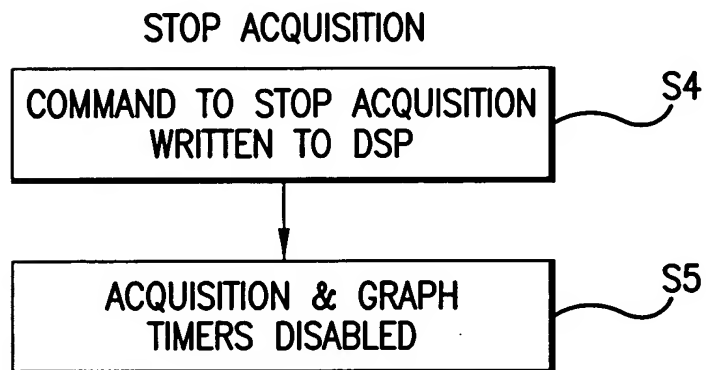 STOP ACQUISITION
COMMAND TO STOP ACQUISITION
WRITTEN TO DSP
S4
ACQUISITION & GRAPH
TIMERS DISABLED
S5